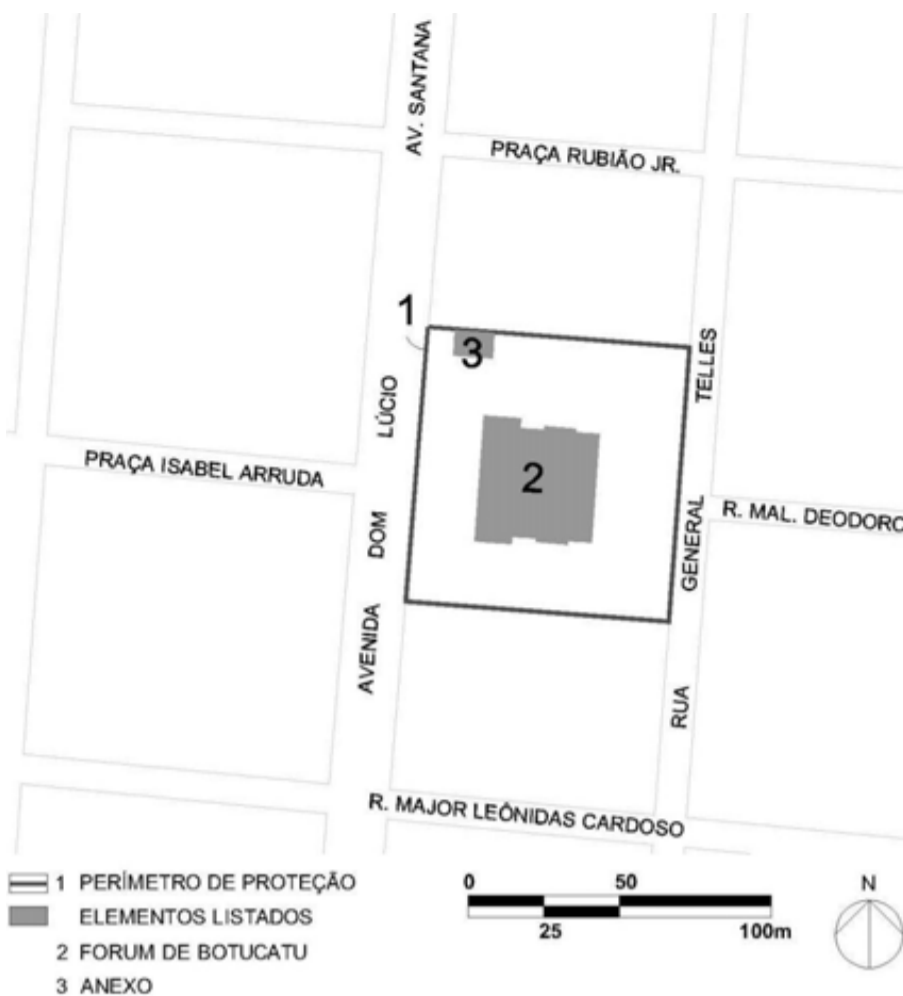 AV. SANTANA
PRAÇA RUBIÃO JR.
1
3
TELLES
LÚCIO
PRAÇA ISABEL ARRUDA
2
R. MAL. DEODORO
DOM
GENERAL
AVENIDA
RUA
R. MAJOR LEÔNIDAS CARDOSO
1 PERÍMETRO DE PROTEÇÃO
ELEMENTOS LISTADOS
2 FORUM DE BOTUCATU
3 ANEXO
0 50
25 100m
N